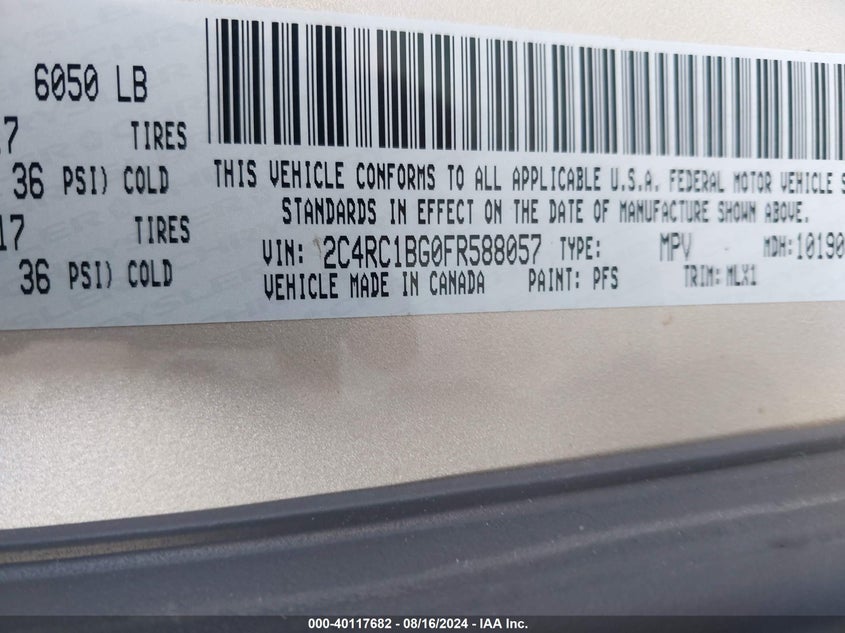 6050 LB
17 TIRES
36 PSI) COLD
17 TIRES
36 PSI) COLD
THIS VEHICLE CONFORMS TO ALL APPLICABLE U.S.A. FEDERAL MOTOR VEHICLE S
STANDARDS IN EFFECT ON THE DATE OF MANUFACTURE SHOWN ABOVE.
VIN: 2C4RC1BG0FR588057 TYPE: MPV MDH:10190
VEHICLE MADE IN CANADA PAINT: PFS TRIM: MLX1
000-40117682 - 08/16/2024 - IAA Inc.